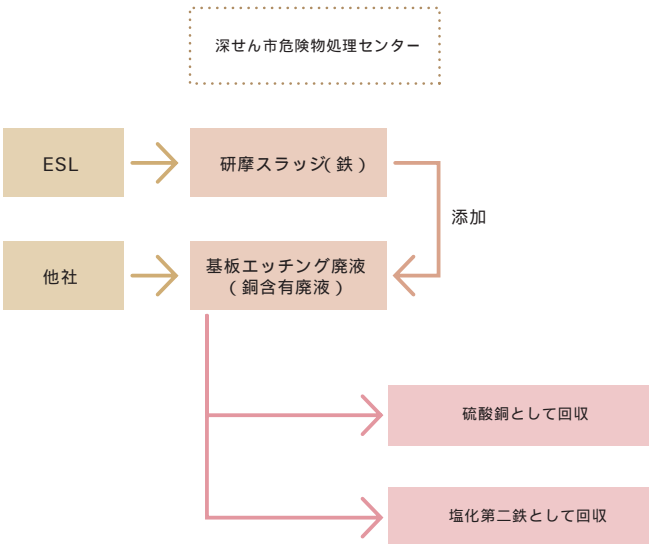 深せん市危険物処理センター
ESL
研摩スラッジ(鉄)
添加
他社
基板エッチング廃液
(銅含有廃液)
硫酸銅として回収
塩化第二鉄として回収